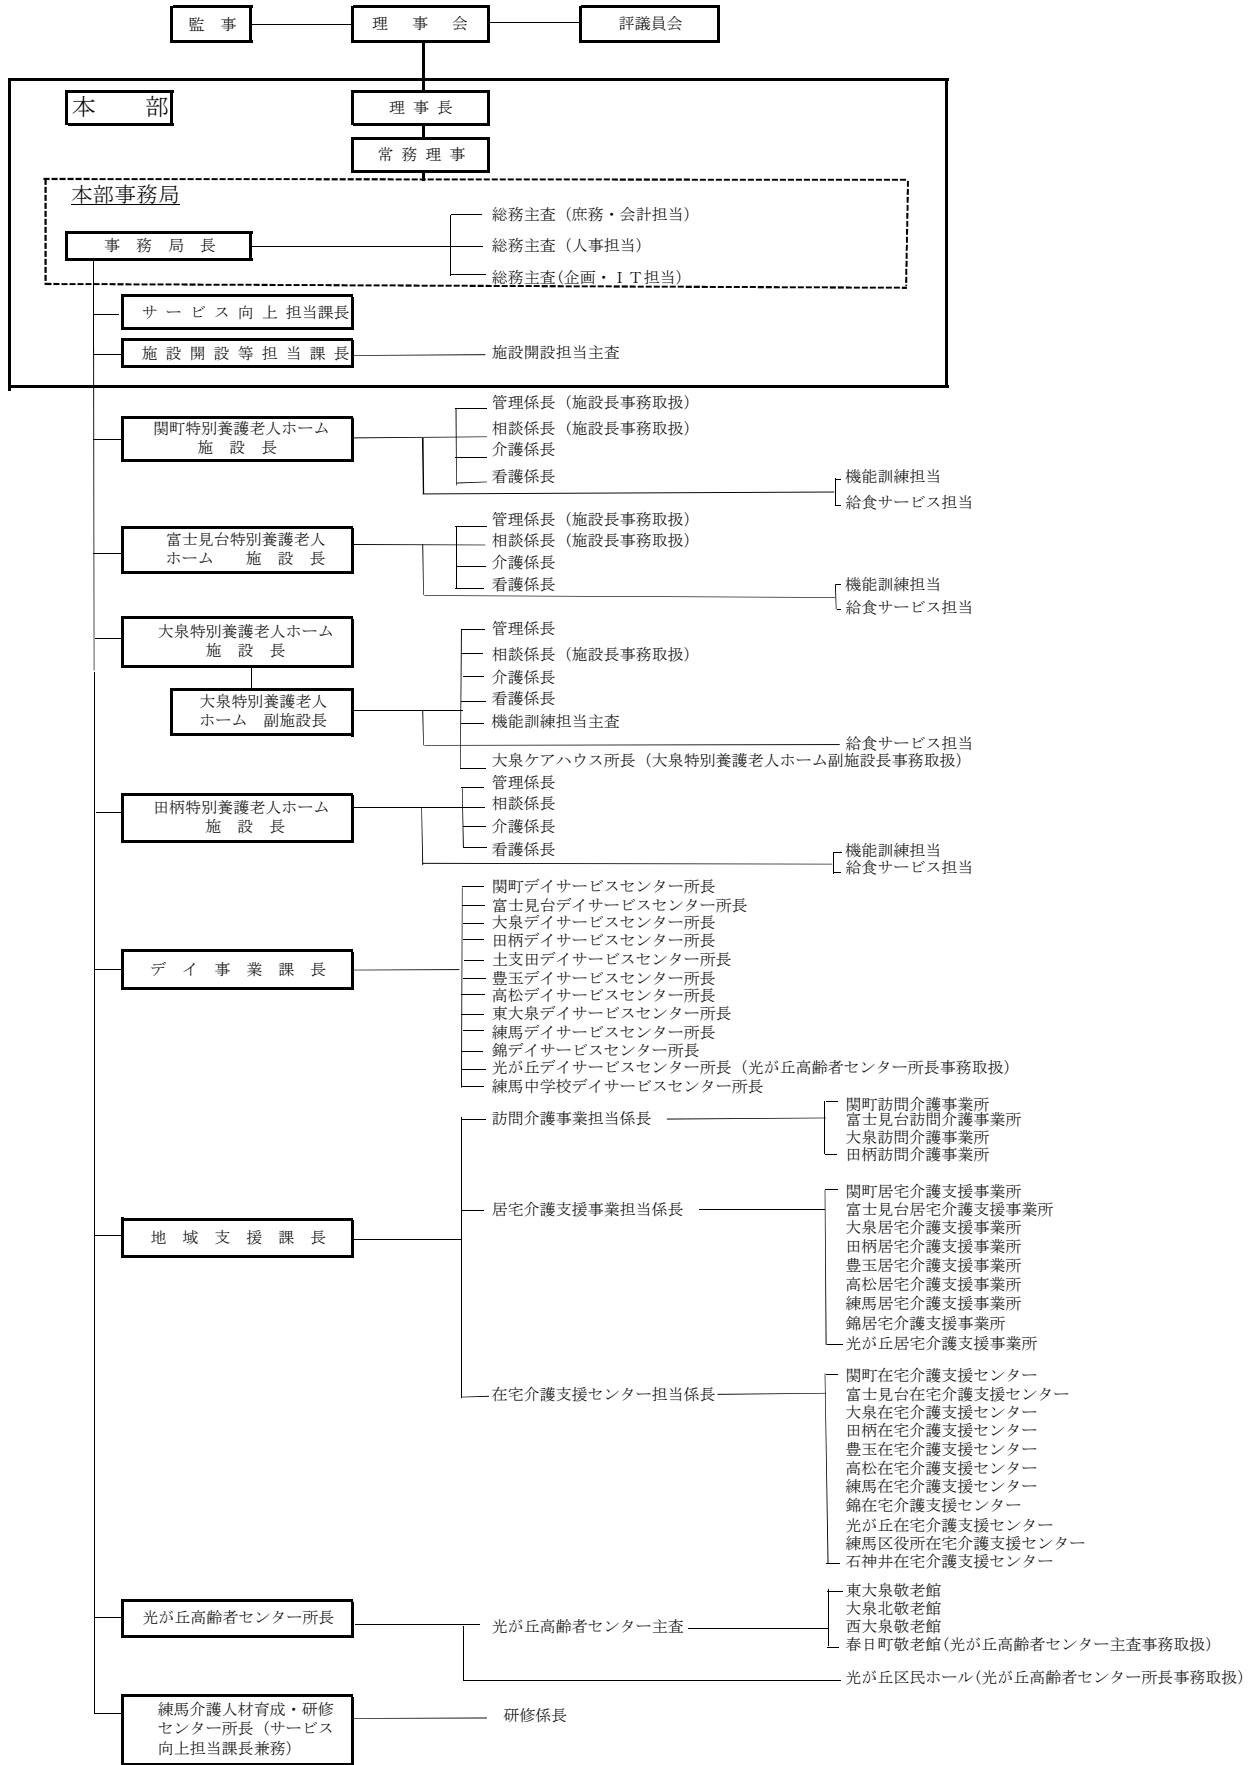 監　事
理　事　会
評議員会
本　部
理 事 長
常 務 理 事
本部事務局
事　務　局　長
総務主査（庶務・会計担当）
総務主査（人事担当）
総務主査(企画・ＩＴ担当)
サ ー ビ ス 向 上 担当課長
施 設 開 設 等 担 当 課 長
施設開設担当主査
関町特別養護老人ホーム
施　設　長
管理係長（施設長事務取扱）
相談係長（施設長事務取扱）
介護係長
看護係長
機能訓練担当
給食サービス担当
富士見台特別養護老人
ホーム　　施　設　長
管理係長（施設長事務取扱）
相談係長（施設長事務取扱）
介護係長
看護係長
機能訓練担当
給食サービス担当
大泉特別養護老人ホーム
施　設　長
大泉特別養護老人
ホーム　副施設長
管理係長
相談係長（施設長事務取扱）
介護係長
看護係長
機能訓練担当主査
給食サービス担当
大泉ケアハウス所長（大泉特別養護老人ホーム副施設長事務取扱）
田柄特別養護老人ホーム
施　設　長
管理係長
相談係長
介護係長
看護係長
機能訓練担当
給食サービス担当
デ　イ　事　業　課　長
関町デイサービスセンター所長
富士見台デイサービスセンター所長
大泉デイサービスセンター所長
田柄デイサービスセンター所長
土支田デイサービスセンター所長
豊玉デイサービスセンター所長
高松デイサービスセンター所長
東大泉デイサービスセンター所長
練馬デイサービスセンター所長
錦デイサービスセンター所長
光が丘デイサービスセンター所長（光が丘高齢者センター所長事務取扱）
練馬中学校デイサービスセンター所長
地　域　支　援　課　長
訪問介護事業担当係長
関町訪問介護事業所
富士見台訪問介護事業所
大泉訪問介護事業所
田柄訪問介護事業所
居宅介護支援事業担当係長
関町居宅介護支援事業所
富士見台居宅介護支援事業所
大泉居宅介護支援事業所
田柄居宅介護支援事業所
豊玉居宅介護支援事業所
高松居宅介護支援事業所
練馬居宅介護支援事業所
錦居宅介護支援事業所
光が丘居宅介護支援事業所
在宅介護支援センター担当係長
関町在宅介護支援センター
富士見台在宅介護支援センター
大泉在宅介護支援センター
田柄在宅介護支援センター
豊玉在宅介護支援センター
高松在宅介護支援センター
練馬在宅介護支援センター
錦在宅介護支援センター
光が丘在宅介護支援センター
練馬区役所在宅介護支援センター
石神井在宅介護支援センター
光が丘高齢者センター所長
光が丘高齢者センター主査
東大泉敬老館
大泉北敬老館
西大泉敬老館
春日町敬老館(光が丘高齢者センター主査事務取扱）
光が丘区民ホール(光が丘高齢者センター所長事務取扱）
練馬介護人材育成・研修
センター所長（サービス
向上担当課長兼務）
研修係長